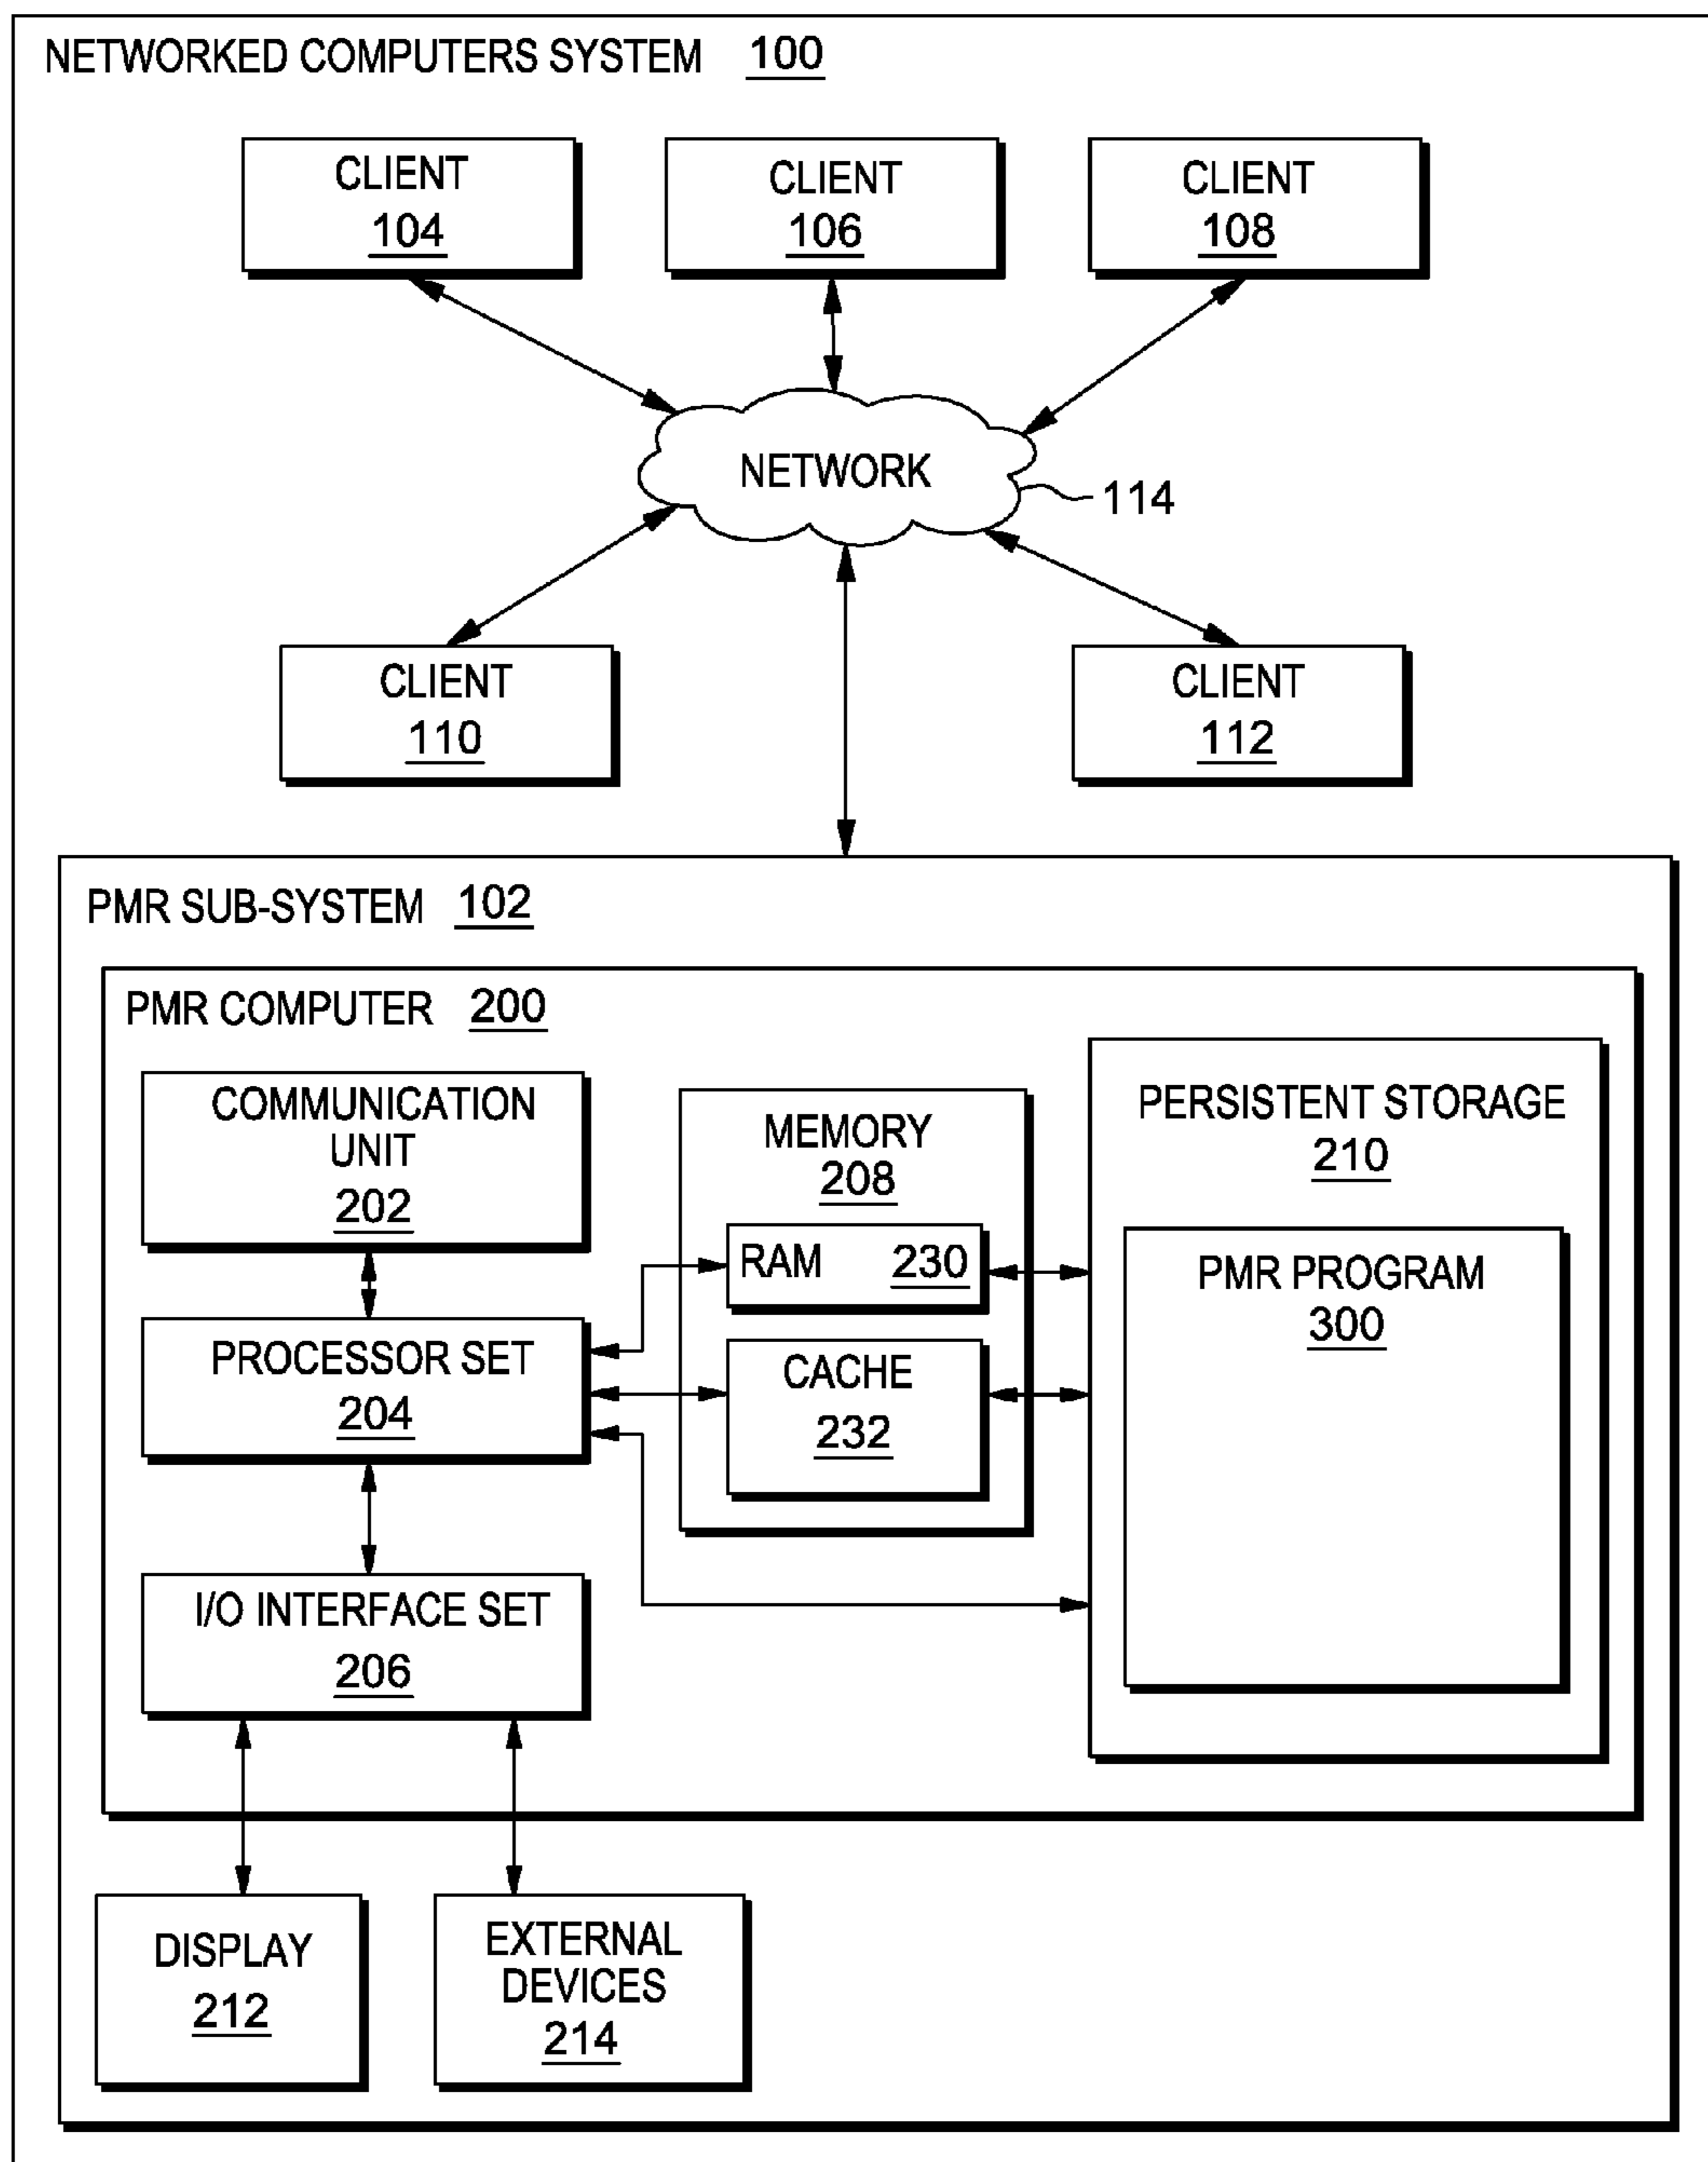 NETWORKED COMPUTERS SYSTEM 100
CLIENT
104
CLIENT
106
CLIENT
108
NETWORK
114
CLIENT
110
CLIENT
112
PMR SUB-SYSTEM 102
PMR COMPUTER 200
COMMUNICATION
UNIT
202
PROCESSOR SET
204
I/O INTERFACE SET
206
MEMORY
208
RAM 230
CACHE
232
PERSISTENT STORAGE
210
PMR PROGRAM
300
DISPLAY
212
EXTERNAL
DEVICES
214